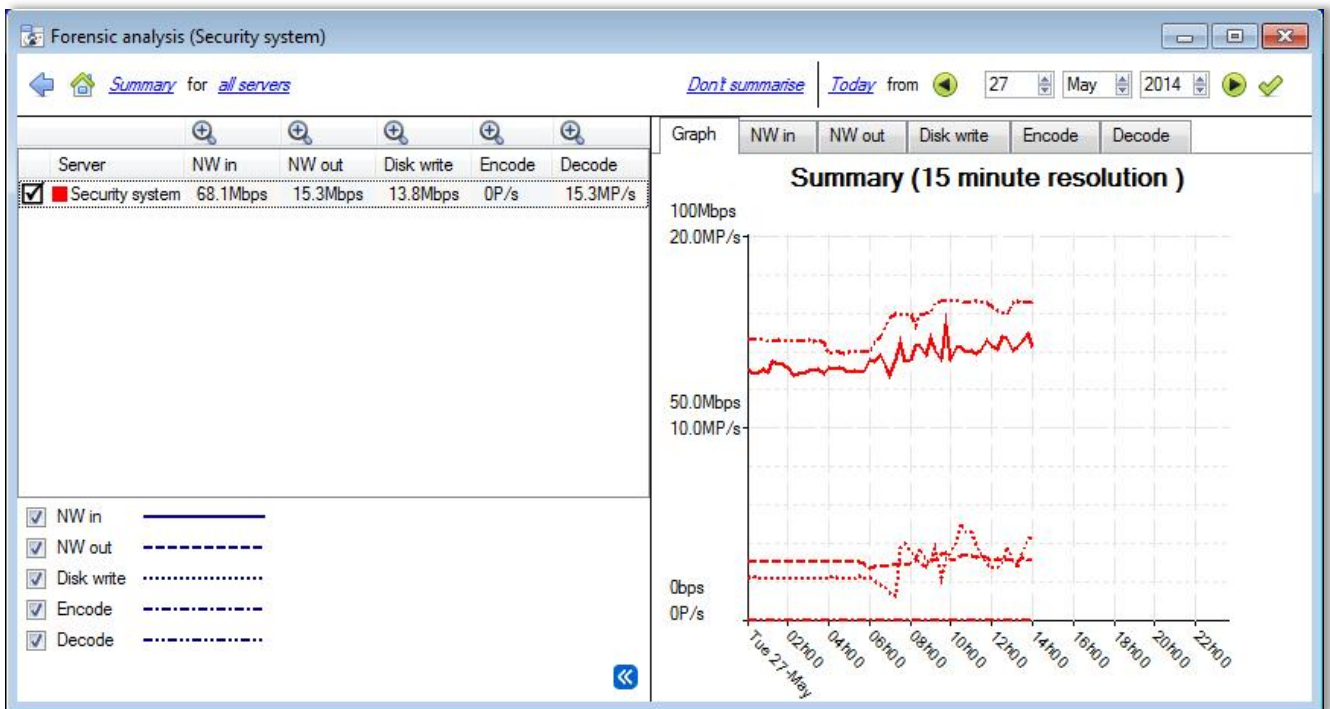 Forensic analysis (Security system)
Summary for all servers
Don't summarise Today from 27 May 2014
Server NW in NW out Disk write Encode Decode
Security system 68.1Mbps 15.3Mbps 13.8Mbps 0P/s 15.3MP/s
NW in
NW out
Disk write
Encode
Decode
Graph NW in NW out Disk write Encode Decode
Summary (15 minute resolution )
100Mbps
20.0MP/s
50.0Mbps
10.0MP/s
0bps
0P/s
Tue 27-May 02h00 04h00 06h00 08h00 10h00 12h00 14h00 16h00 18h00 20h00 22h00